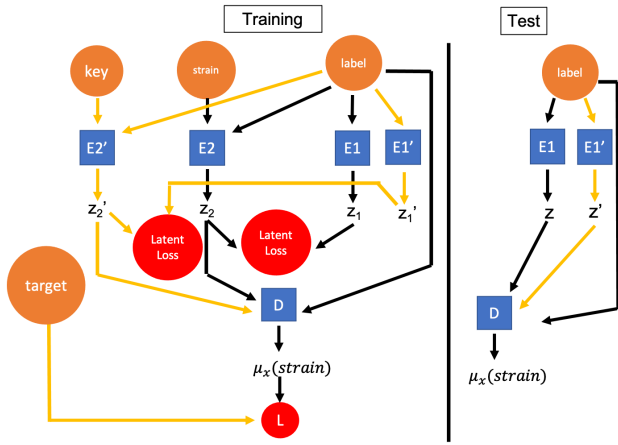 Training
Test
key
strain
label
label
E2′
E2
E1
E1′
E1
E1′
z₂'
z₂
z₁
z₁'
z
z'
Latent
Loss
Latent
Loss
target
D
D
μₓ(strain)
μₓ(strain)
L